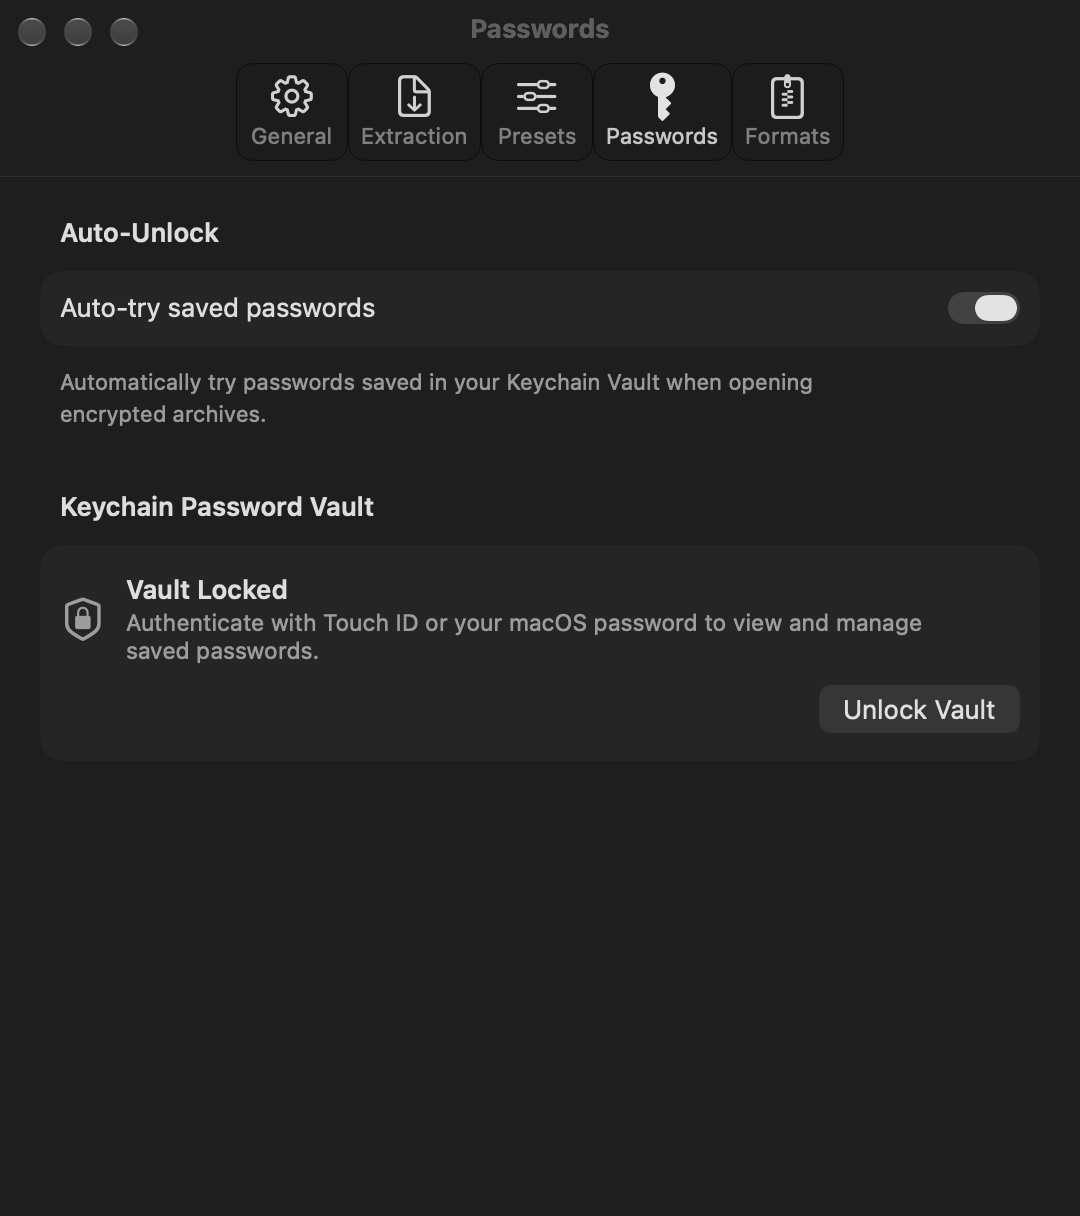 Passwords
General
Extraction
Presets
Passwords
Formats
Auto-Unlock
Auto-try saved passwords
Automatically try passwords saved in your Keychain Vault when opening
encrypted archives.
Keychain Password Vault
Vault Locked
Authenticate with Touch ID or your macOS password to view and manage
saved passwords.
Unlock Vault